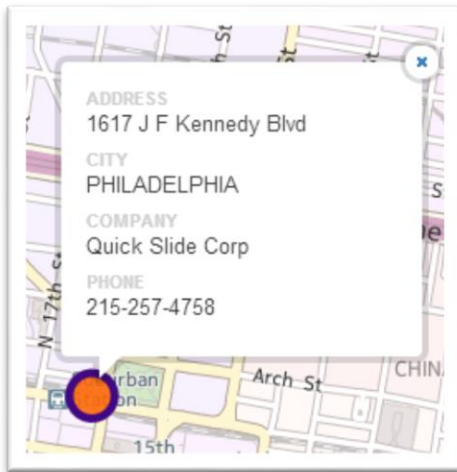 ADDRESS
1617 J F Kennedy Blvd
CITY
PHILADELPHIA
COMPANY
Quick Slide Corp
PHONE
215-257-4758
N 17th St
Arch St
CHIN
15th